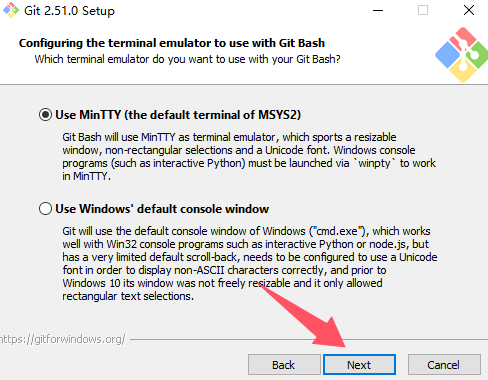 Git 2.51.0 Setup
Configuring the terminal emulator to use with Git Bash
Which terminal emulator do you want to use with your Git Bash?
Use MinTTY (the default terminal of MSYS2)
Git Bash will use MinTTY as terminal emulator, which sports a resizable
window, non-rectangular selections and a Unicode font. Windows console
programs (such as interactive Python) must be launched via `winpty` to work
in MinTTY.
Use Windows' default console window
Git will use the default console window of Windows ("cmd.exe"), which works
well with Win32 console programs such as interactive Python or node.js, but
has a very limited default scroll-back, needs to be configured to use a Unicode
font in order to display non-ASCII characters correctly, and prior to
Windows 10 its window was not freely resizable and it only allowed
rectangular text selections.
https://gitforwindows.org/
Back Next Cancel